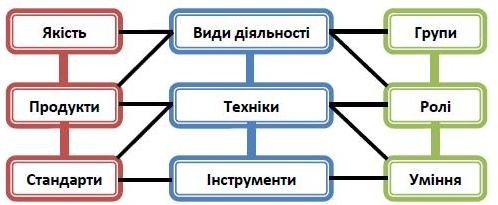 Якість
Види діяльності
Групи
Продукти
Техніки
Ролі
Стандарти
Інструменти
Уміння